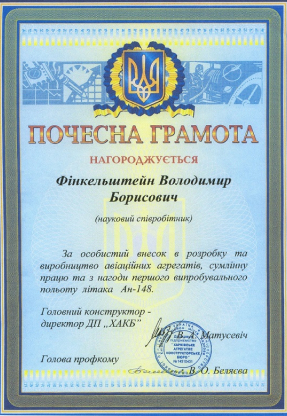 ПОЧЕСНА ГРАМОТА
НАГОРОДЖУЄТЬСЯ
Фінкельштейн Володимир
Борисович
(науковий співробітник)
За особистий внесок в розробку та
виробництво авіаційних агрегатів, сумлінну
працю та з нагоди першого випробувального
польоту літака Ан-148.
Головний конструктор -
директор ДП „ХАКБ” В. А. Матусевіч
Голова профкому В. О. Беляєва